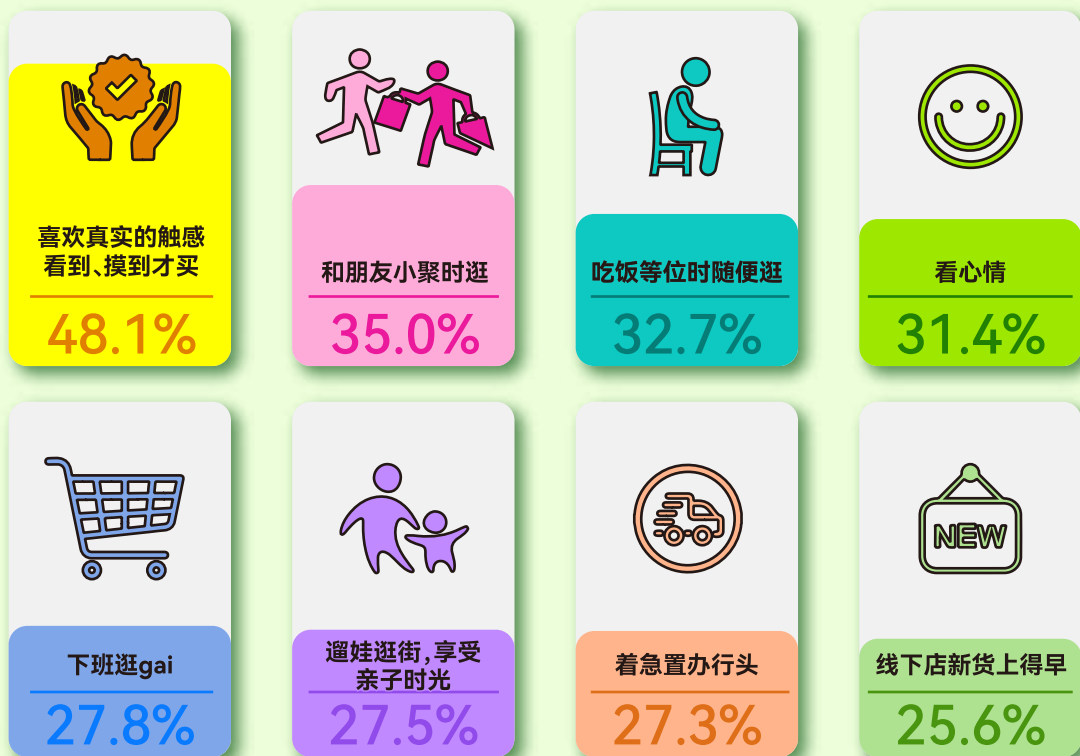 喜欢真实的触感
看到、摸到才买
48.1%
和朋友小聚时逛
35.0%
吃饭等位时随便逛
32.7%
看心情
31.4%
下班逛gai
27.8%
遛娃逛街,享受
亲子时光
27.5%
着急置办行头
27.3%
NEW
线下店新货上得早
25.6%